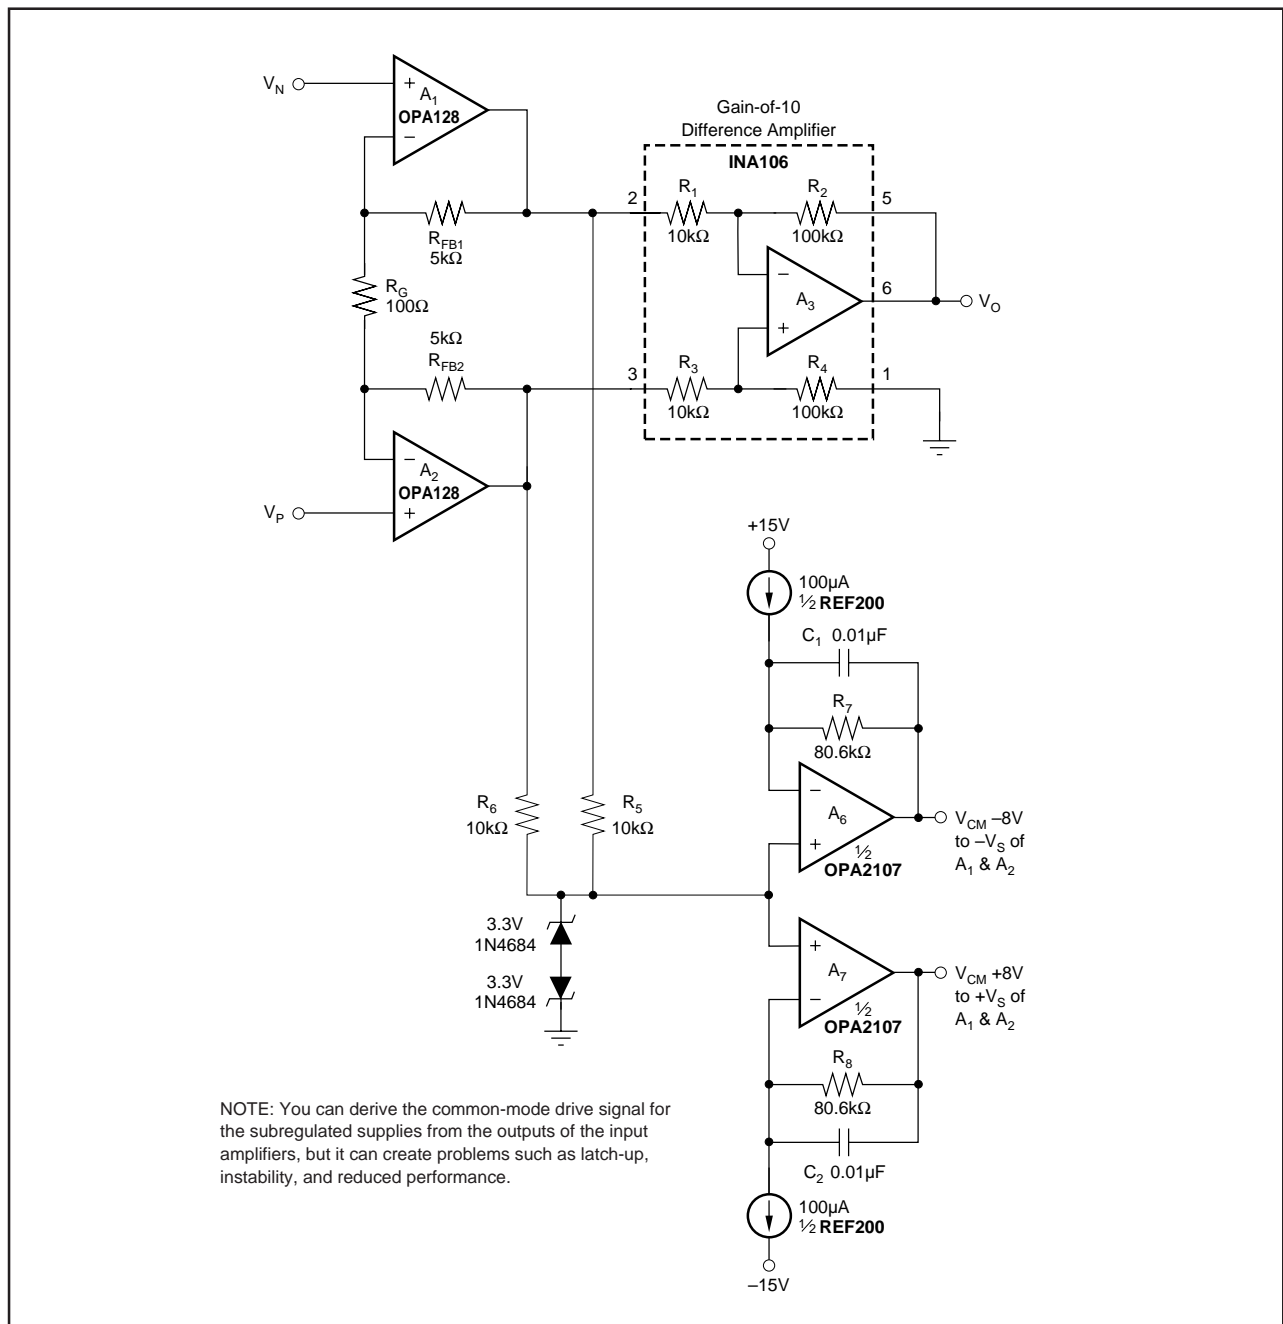 V_N
+
A_1
OPA128
–
Gain-of-10
Difference Amplifier
INA106
2
R_1
10kΩ
R_2
100kΩ
5
R_FB1
5kΩ
R_G
100Ω
–
A_3
+
6
V_O
5kΩ
R_FB2
3
R_3
10kΩ
R_4
100kΩ
1
–
A_2
OPA128
+
V_P
+15V
100µA
½ REF200
C_1 0.01µF
R_7
80.6kΩ
R_6
10kΩ
R_5
10kΩ
–
A_6
+
½
OPA2107
V_CM –8V
to –V_S of
A_1 & A_2
3.3V
1N4684
3.3V
1N4684
+
A_7
–
½
OPA2107
V_CM +8V
to +V_S of
A_1 & A_2
R_8
80.6kΩ
C_2 0.01µF
100µA
½ REF200
–15V
NOTE: You can derive the common-mode drive signal for
the subregulated supplies from the outputs of the input
amplifiers, but it can create problems such as latch-up,
instability, and reduced performance.